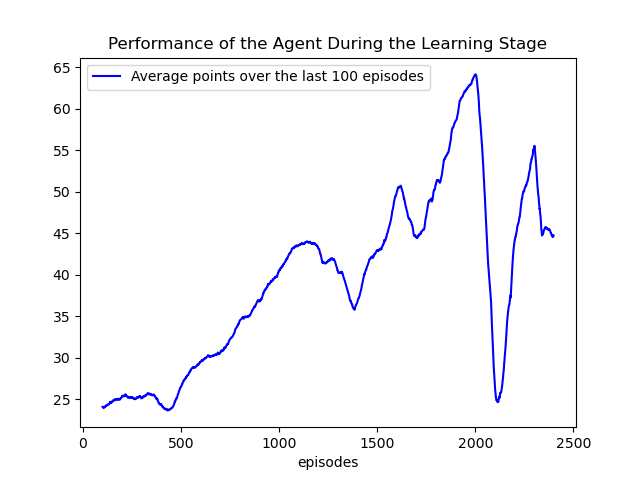 Performance of the Agent During the Learning Stage
Average points over the last 100 episodes
65
60
55
50
45
40
35
30
25
0 500 1000 1500 2000 2500
episodes